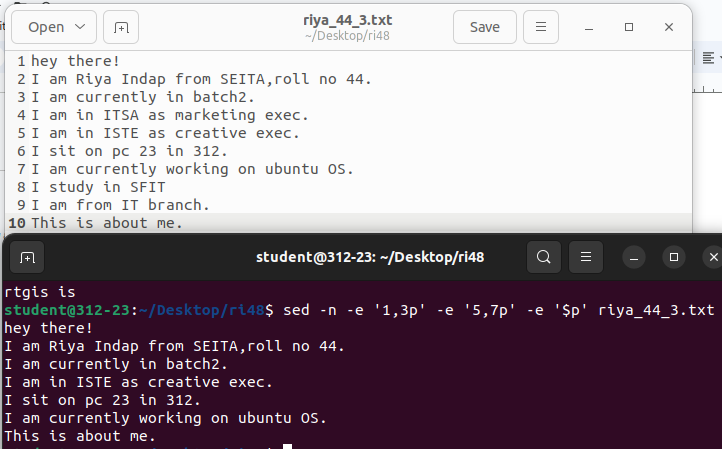 Open
riya_44_3.txt
~/Desktop/ri48
Save
1 hey there!
2 I am Riya Indap from SEITA,roll no 44.
3 I am currently in batch2.
4 I am in ITSA as marketing exec.
5 I am in ISTE as creative exec.
6 I sit on pc 23 in 312.
7 I am currently working on ubuntu OS.
8 I study in SFIT
9 I am from IT branch.
10 This is about me.
student@312-23: ~/Desktop/ri48
rtgis is
student@312-23:~/Desktop/ri48$ sed -n -e '1,3p' -e '5,7p' -e '$p' riya_44_3.txt
hey there!
I am Riya Indap from SEITA,roll no 44.
I am currently in batch2.
I am in ISTE as creative exec.
I sit on pc 23 in 312.
I am currently working on ubuntu OS.
This is about me.